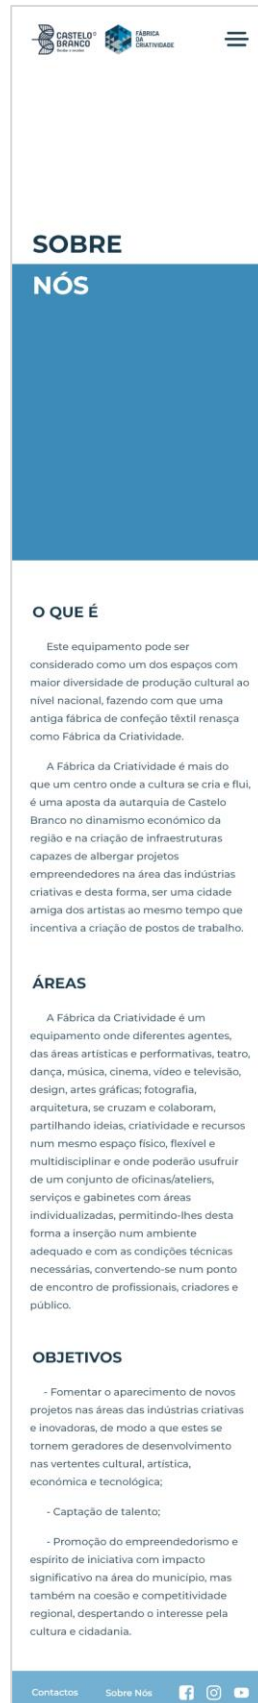 CASTELO
BRANCO
FÁBRICA
DA
CRIATIVIDADE
SOBRE
NÓS
O QUE É
Este equipamento pode ser
considerado como um dos espaços com
maior diversidade de produção cultural ao
nível nacional, fazendo com que uma
antiga fábrica de confeção têxtil renasça
como Fábrica da Criatividade.
A Fábrica da Criatividade é mais do
que um centro onde a cultura se cria e flui,
é uma aposta da autarquia de Castelo
Branco no dinamismo económico da
região e na criação de infraestruturas
capazes de albergar projetos
empreendedores na área das indústrias
criativas e desta forma, ser uma cidade
amiga dos artistas ao mesmo tempo que
incentiva a criação de postos de trabalho.
ÁREAS
A Fábrica da Criatividade é um
equipamento onde diferentes agentes,
das áreas artísticas e performativas, teatro,
dança, música, cinema, vídeo e televisão,
design, artes gráficas; fotografia,
arquitetura, se cruzam e colaboram,
partilhando ideias, criatividade e recursos
num mesmo espaço físico, flexível e
multidisciplinar e onde poderão usufruir
de um conjunto de oficinas/ateliers,
serviços e gabinetes com áreas
individualizadas, permitindo-lhes desta
forma a inserção num ambiente
adequado e com as condições técnicas
necessárias, convertendo-se num ponto
de encontro de profissionais, criadores e
público.
OBJETIVOS
- Fomentar o aparecimento de novos
projetos nas áreas das indústrias criativas
e inovadoras, de modo a que estes se
tornem geradores de desenvolvimento
nas vertentes cultural, artística,
económica e tecnológica;
- Captação de talento;
- Promoção do empreendedorismo e
espírito de iniciativa com impacto
significativo na área do município, mas
também na coesão e competitividade
regional, despertando o interesse pela
cultura e cidadania.
Contactos Sobre Nós